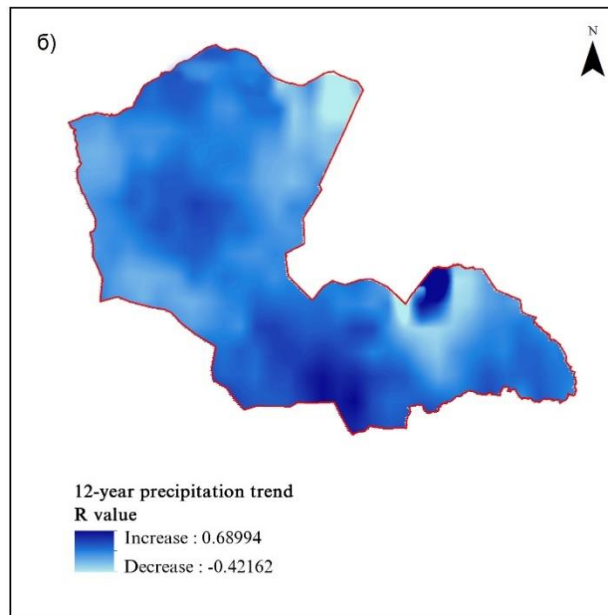 б)
N
12-year precipitation trend
R value
Increase : 0.68994
Decrease : -0.42162